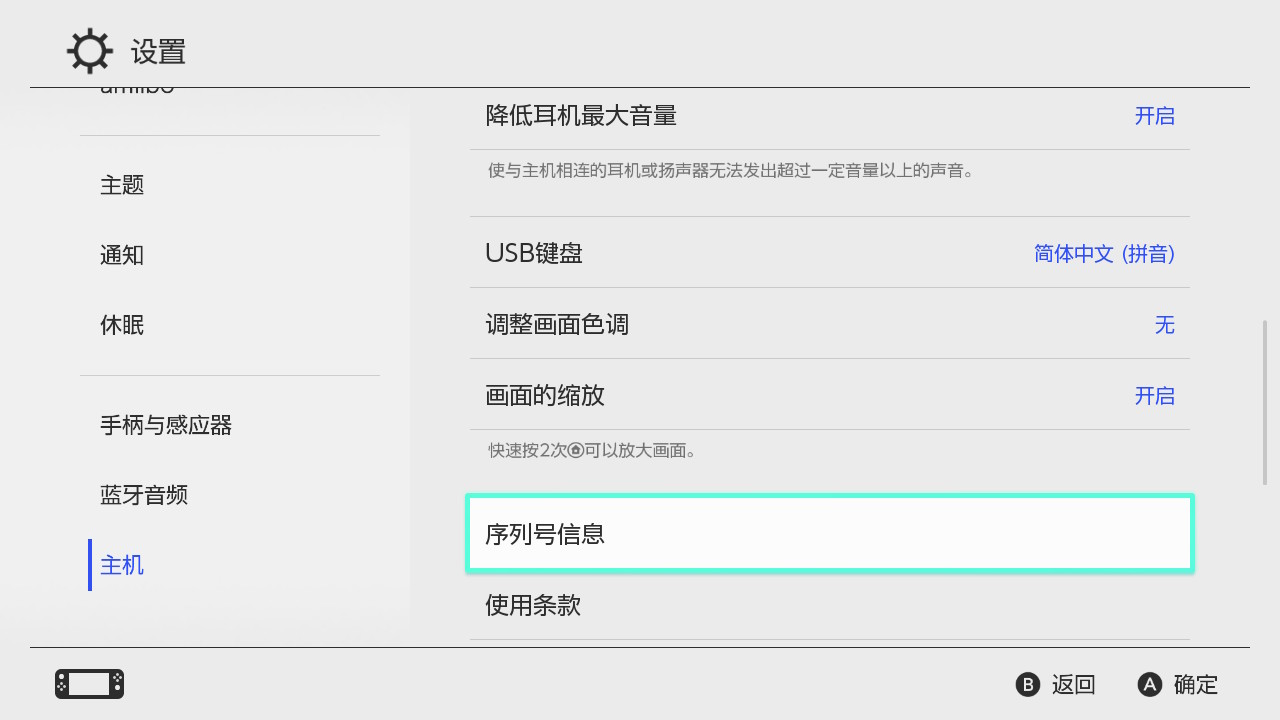 设置
amiibo
主题
通知
休眠
手柄与感应器
蓝牙音频
主机
降低耳机最大音量 开启
使与主机相连的耳机或扬声器无法发出超过一定音量以上的声音。
USB键盘 简体中文 (拼音)
调整画面色调 无
画面的缩放 开启
快速按2次可以放大画面。
序列号信息
使用条款
B 返回 A 确定